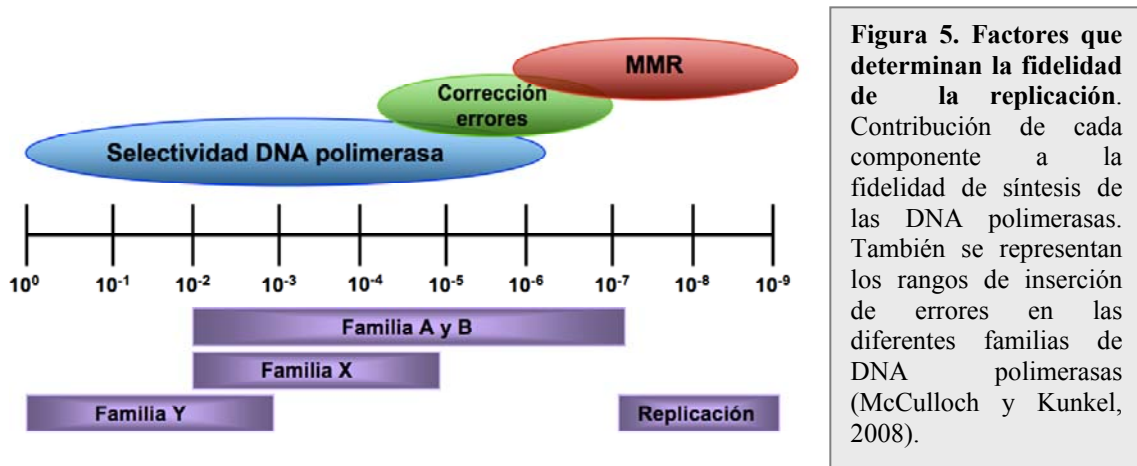 MMR
Corrección
errores
Selectividad DNA polimerasa
10⁰ 10⁻¹ 10⁻² 10⁻³ 10⁻⁴ 10⁻⁵ 10⁻⁶ 10⁻⁷ 10⁻⁸ 10⁻⁹
Familia A y B
Familia X
Familia Y
Replicación
Figura 5. Factores que
determinan la fidelidad
de la replicación.
Contribución de cada
componente a la
fidelidad de síntesis de
las DNA polimerasas.
También se representan
los rangos de inserción
de errores en las
diferentes familias de
DNA polimerasas
(McCulloch y Kunkel,
2008).